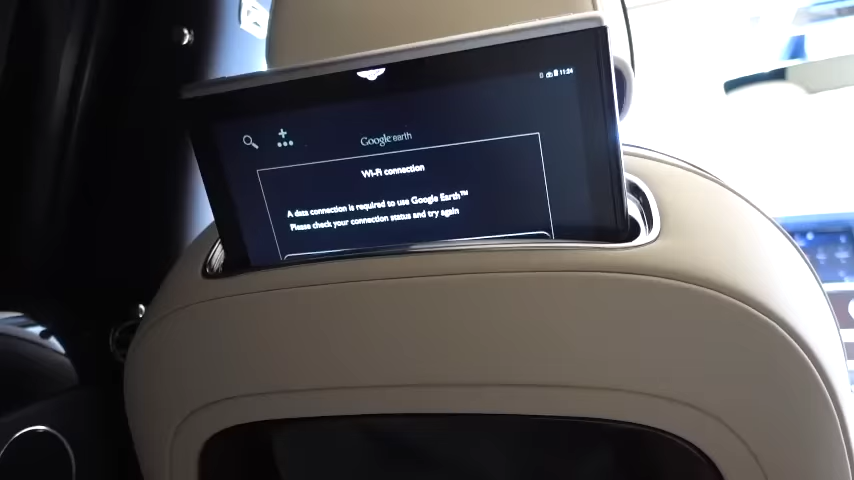 11:24
Google earth
Wi-Fi connection
A data connection is required to use Google Earth™
Please check your connection status and try again